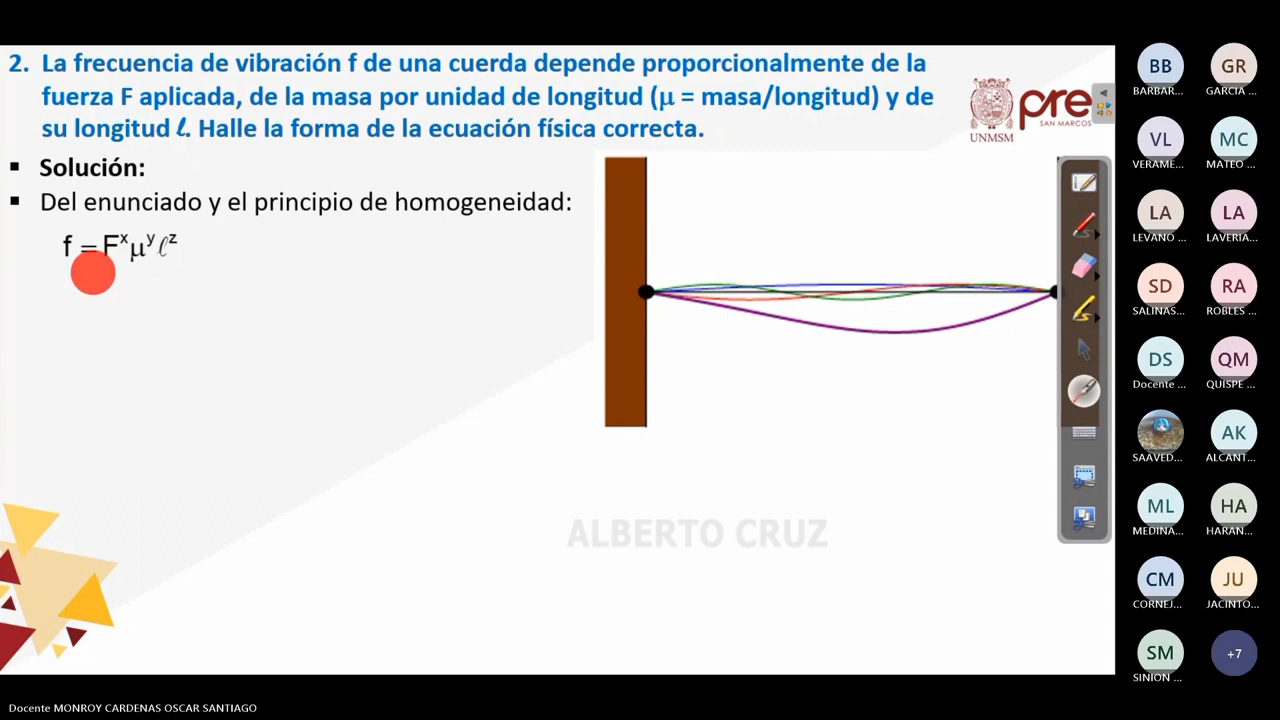 2. La frecuencia de vibración f de una cuerda depende proporcionalmente de la
fuerza F aplicada, de la masa por unidad de longitud (μ = masa/longitud) y de
su longitud ℓ. Halle la forma de la ecuación física correcta.
UNMSM
pre
SAN MARCOS
▪ Solución:
▪ Del enunciado y el principio de homogeneidad:
f = Fˣμʸℓᶻ
ALBERTO CRUZ
BB
BARBAR...
GR
GARCIA ...
VL
VERAME...
MC
MATEO ...
LA
LEVANO ...
LA
LAVERIA...
SD
SALINAS...
RA
ROBLES ...
DS
Docente ...
QM
QUISPE ...
SAAVED...
AK
ALCANT...
ML
MEDINA...
HA
HARAN...
CM
CORNEJ...
JU
JACINTO...
SM
SINION ...
+7
Docente MONROY CARDENAS OSCAR SANTIAGO